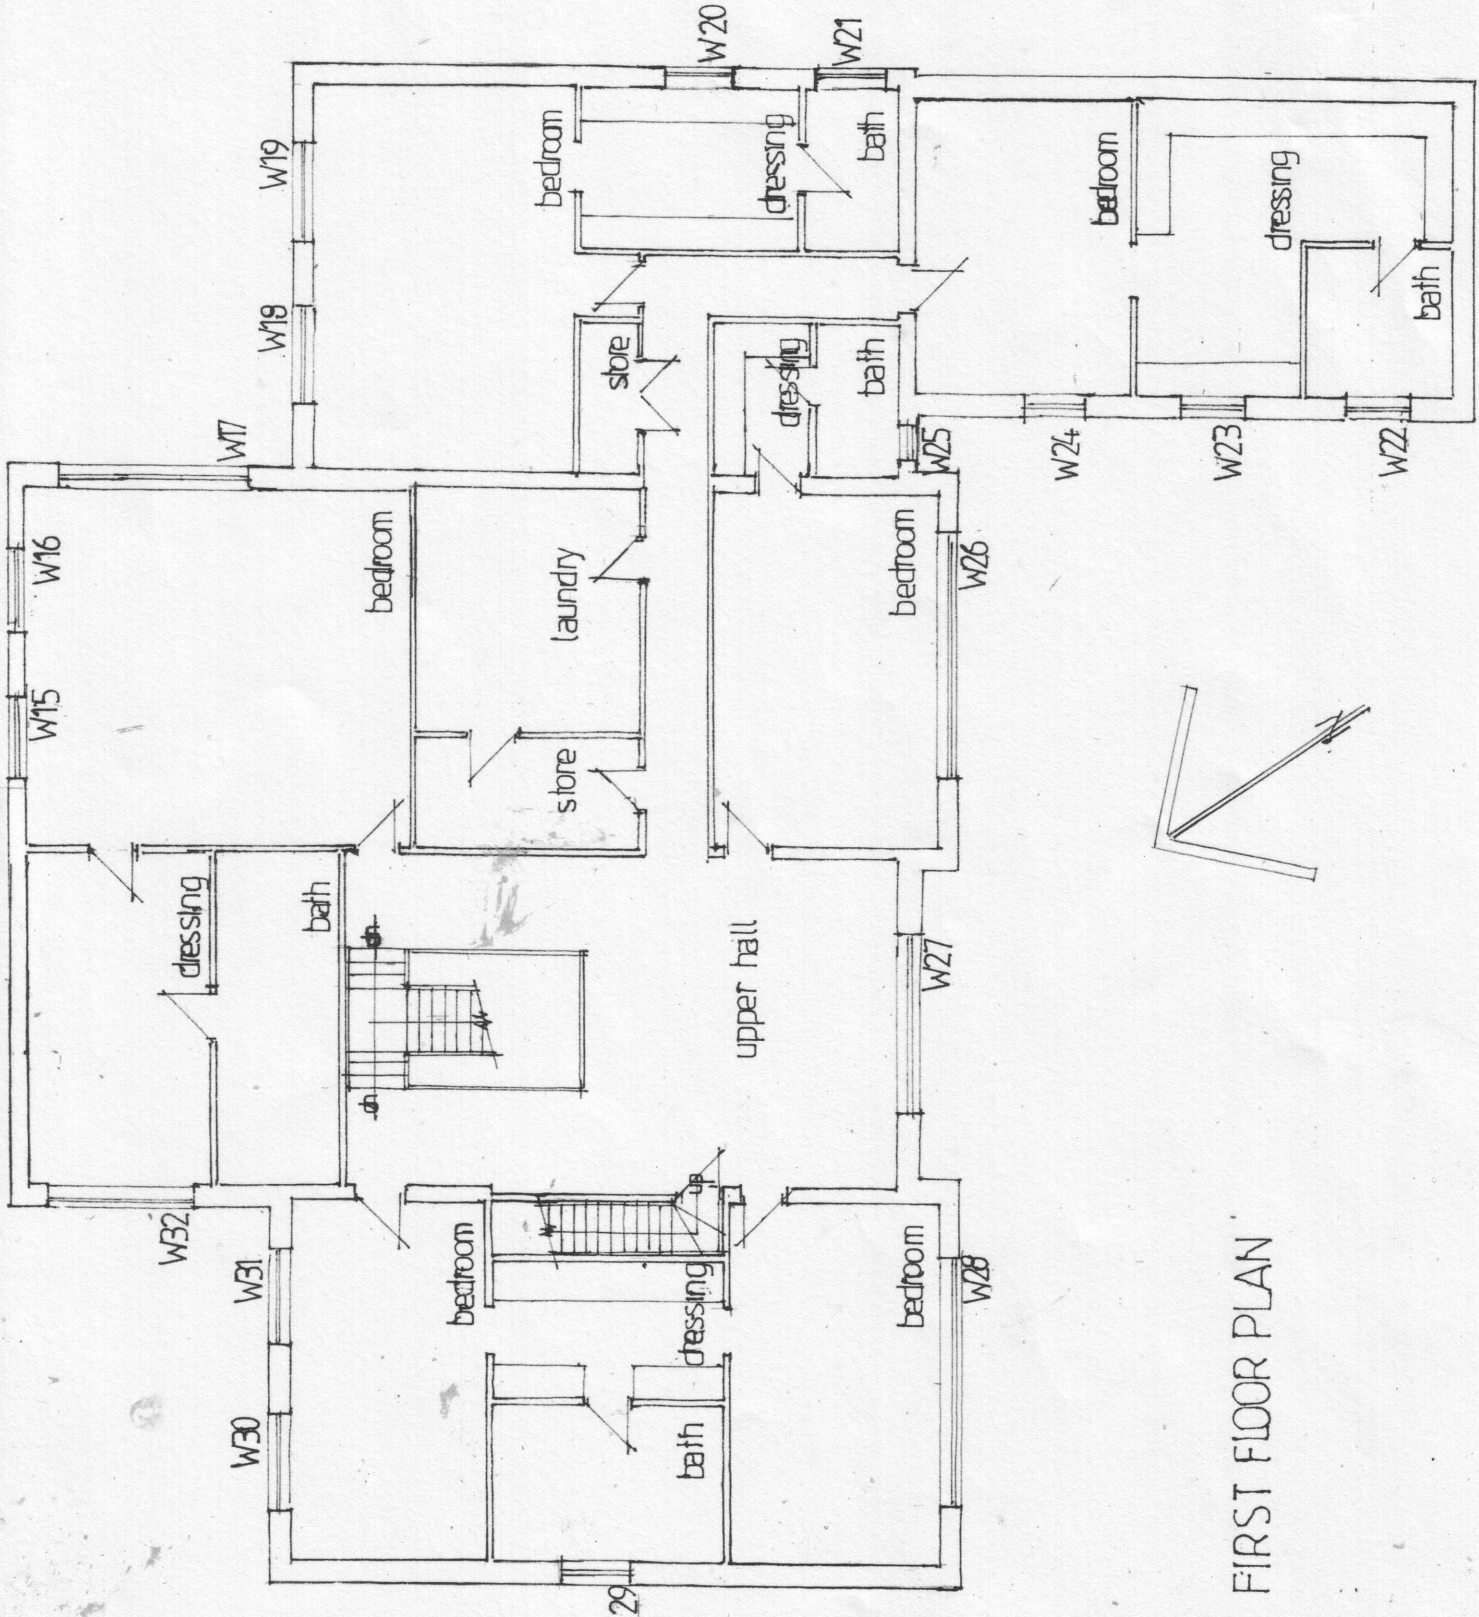 W15
W16
W32
dressing
W30
W31
W17
W18
W19
bath
dn
dn
bedroom
bedroom
bedroom
store
laundry
store
29
bath
dressing
up
W20
upper hall
dressing
dressing
W21
bath
bath
bedroom
bedroom
W28
W27
W26
W25
W24
bedroom
W23
dressing
W22
bath
FIRST FLOOR PLAN